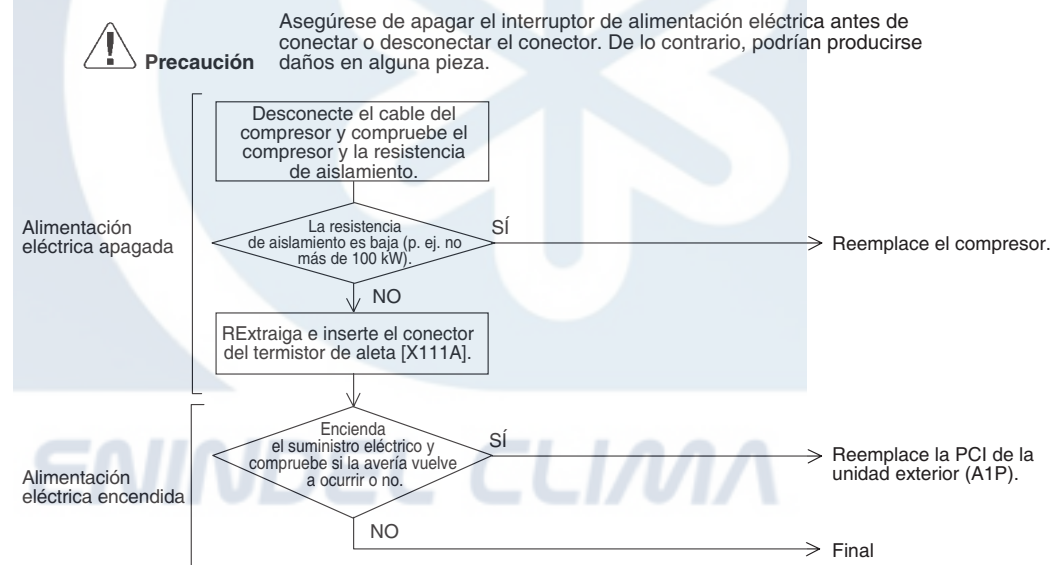 Asegúrese de apagar el interruptor de alimentación eléctrica antes de
conectar o desconectar el conector. De lo contrario, podrían producirse
Precaución daños en alguna pieza.
Desconecte el cable del
compresor y compruebe el
compresor y la resistencia
de aislamiento.
Alimentación
eléctrica apagada
La resistencia
de aislamiento es baja (p. ej. no
más de 100 kW).
SÍ
Reemplace el compresor.
NO
RExtraiga e inserte el conector
del termistor de aleta [X111A].
Alimentación
eléctrica encendida
Encienda
el suministro eléctrico y
compruebe si la avería vuelve
a ocurrir o no.
SÍ
Reemplace la PCI de la
unidad exterior (A1P).
NO
Final
ENINDEC CLIMA